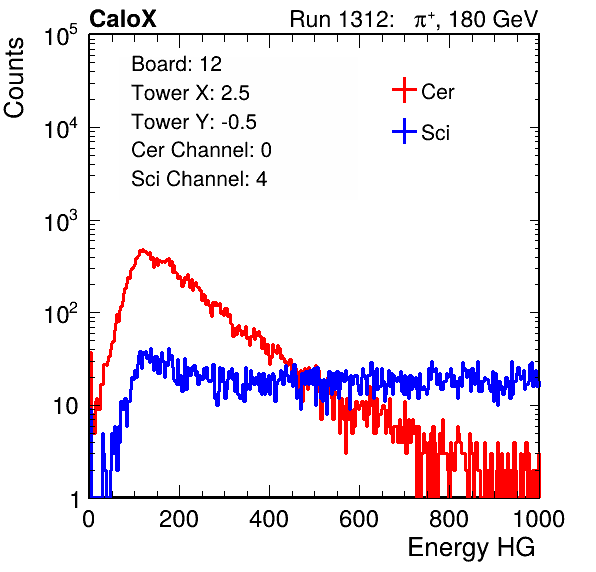 CaloX Run 1312: π⁺, 180 GeV
Counts
10⁵
10⁴
10³
10²
10
1
Board: 12
Tower X: 2.5
Tower Y: -0.5
Cer Channel: 0
Sci Channel: 4
Cer
Sci
0 200 400 600 800 1000
Energy HG